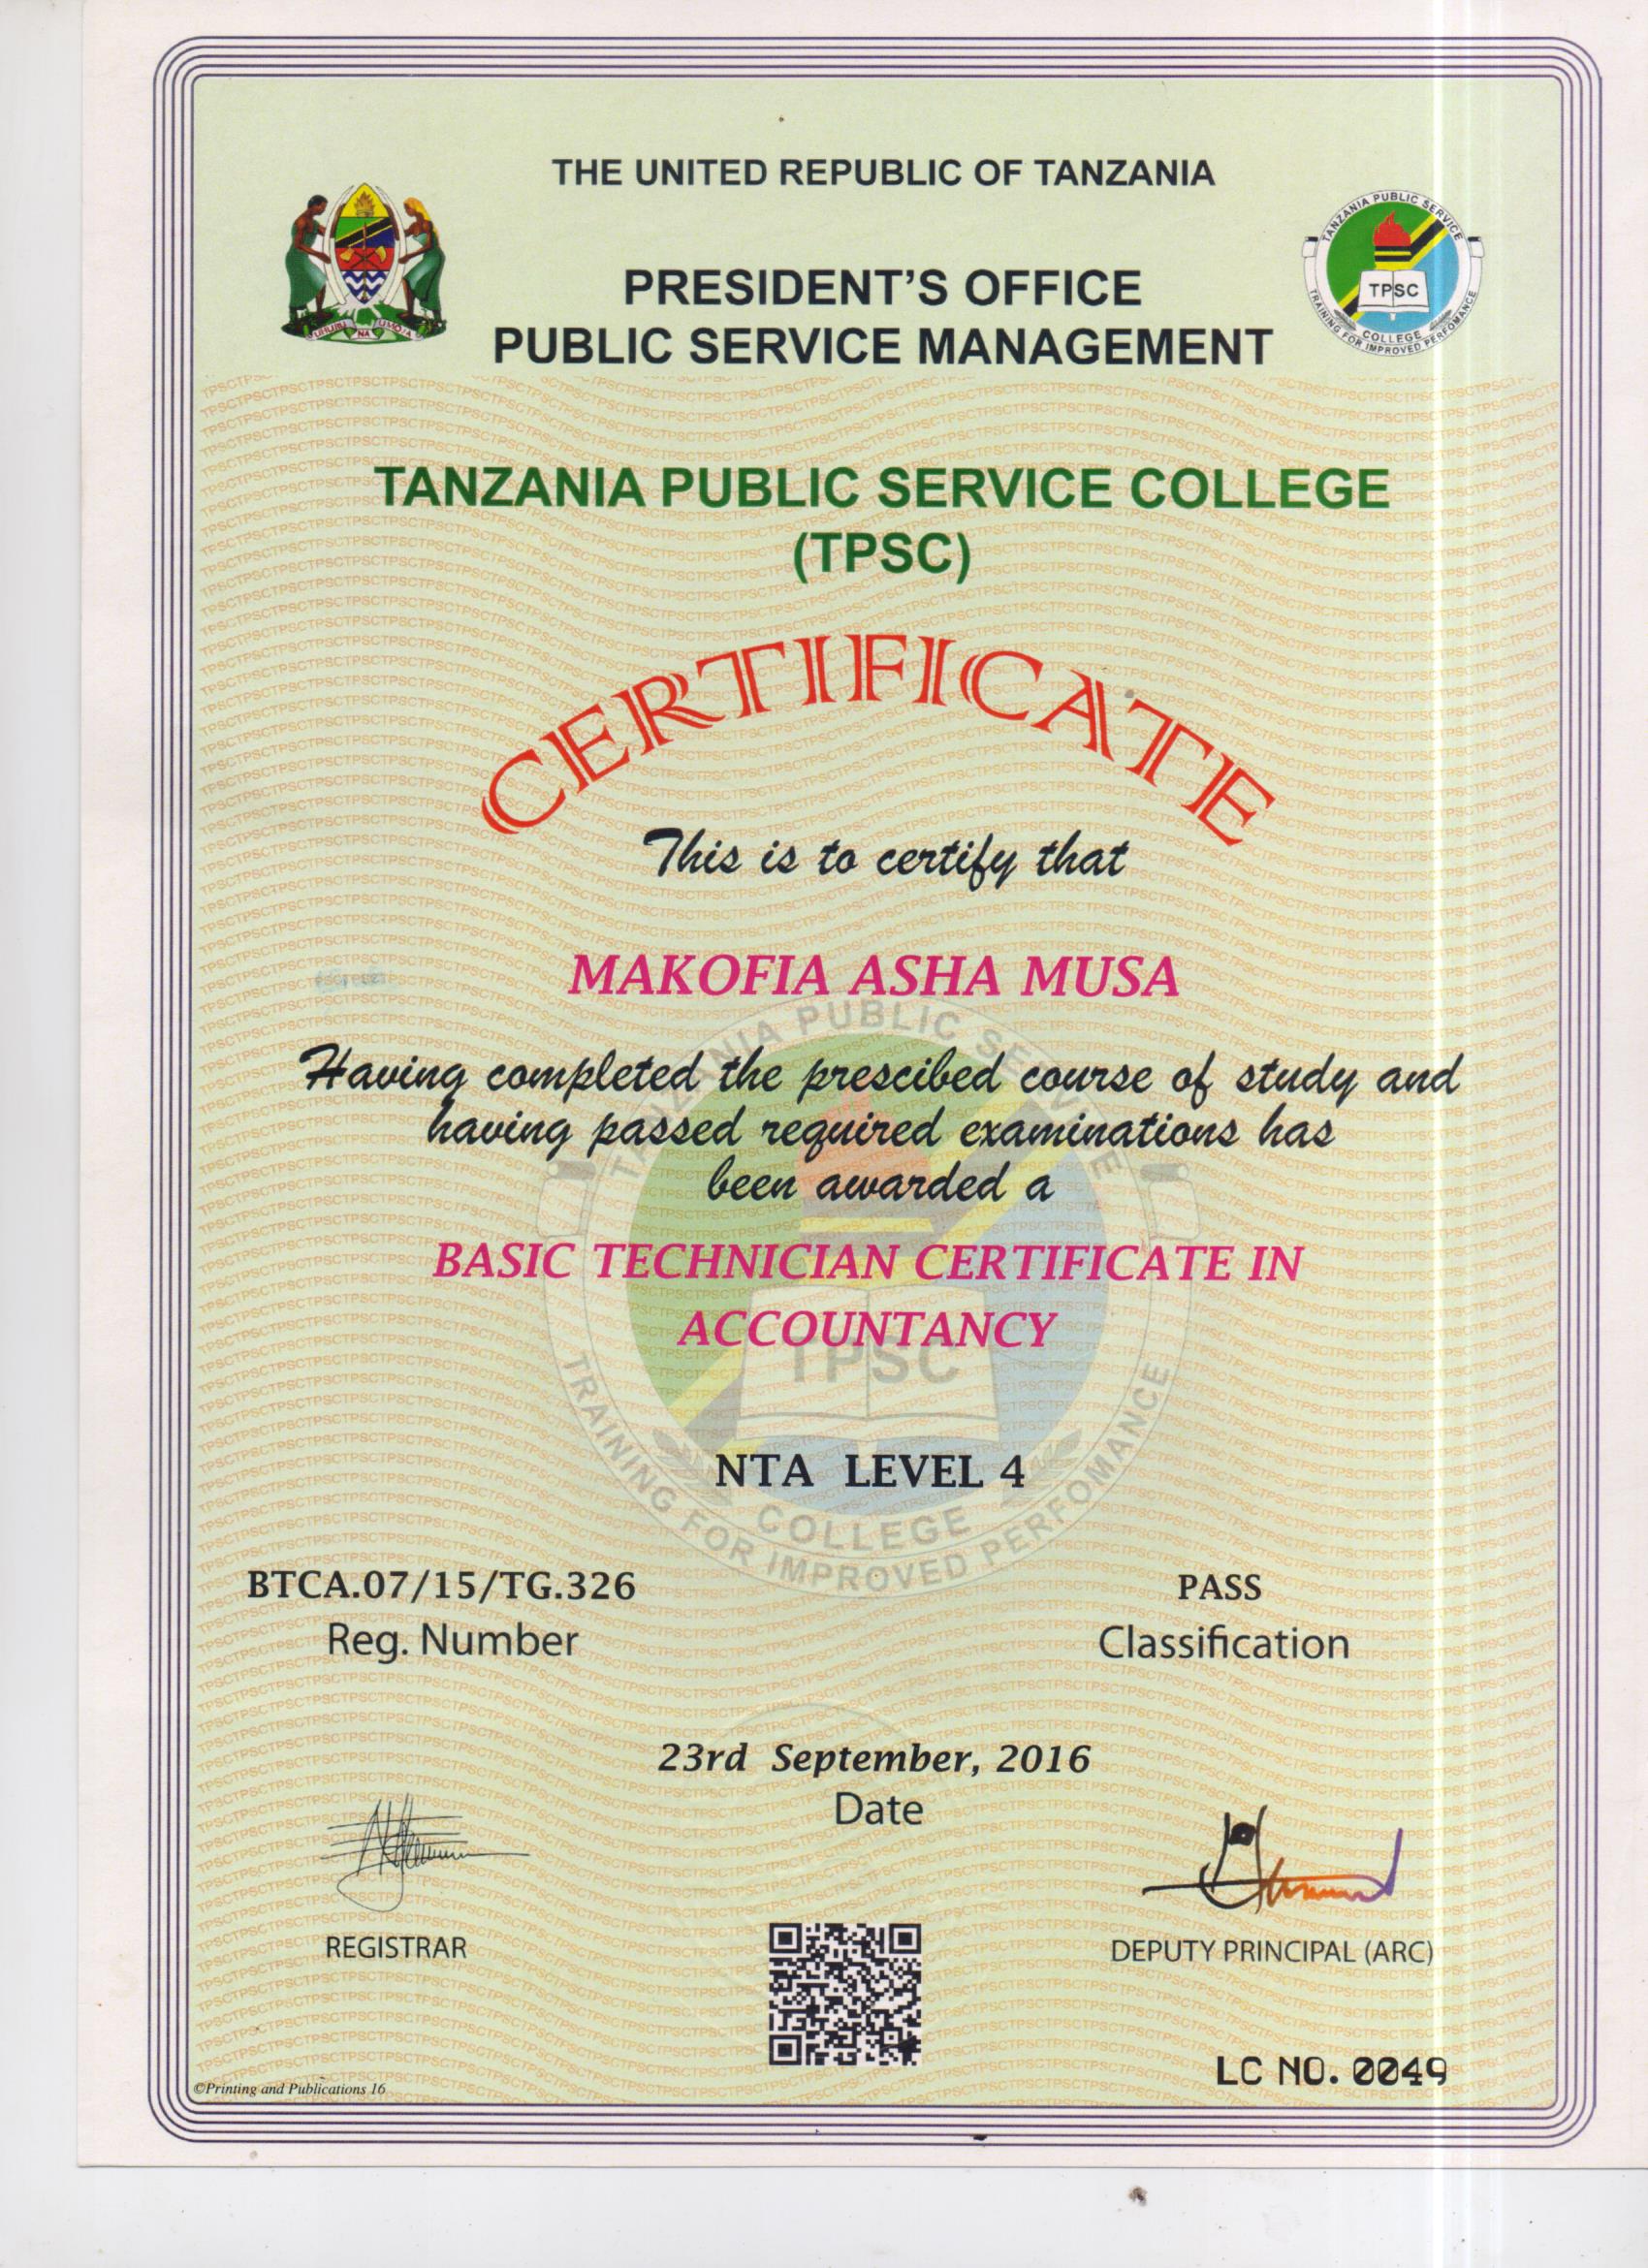 THE UNITED REPUBLIC OF TANZANIA
PRESIDENT'S OFFICE
PUBLIC SERVICE MANAGEMENT
UHURU NA UMOJA
TANZANIA PUBLIC SERVICE
TPSC
COLLEGE
TRAINING FOR IMPROVED PERFOMANCE
TANZANIA PUBLIC SERVICE COLLEGE
(TPSC)
CERTIFICATE
This is to certify that
MAKOFIA ASHA MUSA
Having completed the prescibed course of study and
having passed required examinations has
been awarded a
BASIC TECHNICIAN CERTIFICATE IN
ACCOUNTANCY
TANZANIA PUBLIC SERVICE
TPSC
COLLEGE
TRAINING FOR IMPROVED PERFOMANCE
NTA LEVEL 4
BTCA.07/15/TG.326
Reg. Number
PASS
Classification
23rd September, 2016
Date
REGISTRAR
DEPUTY PRINCIPAL (ARC)
LC NO. 0049
©Printing and Publications 16